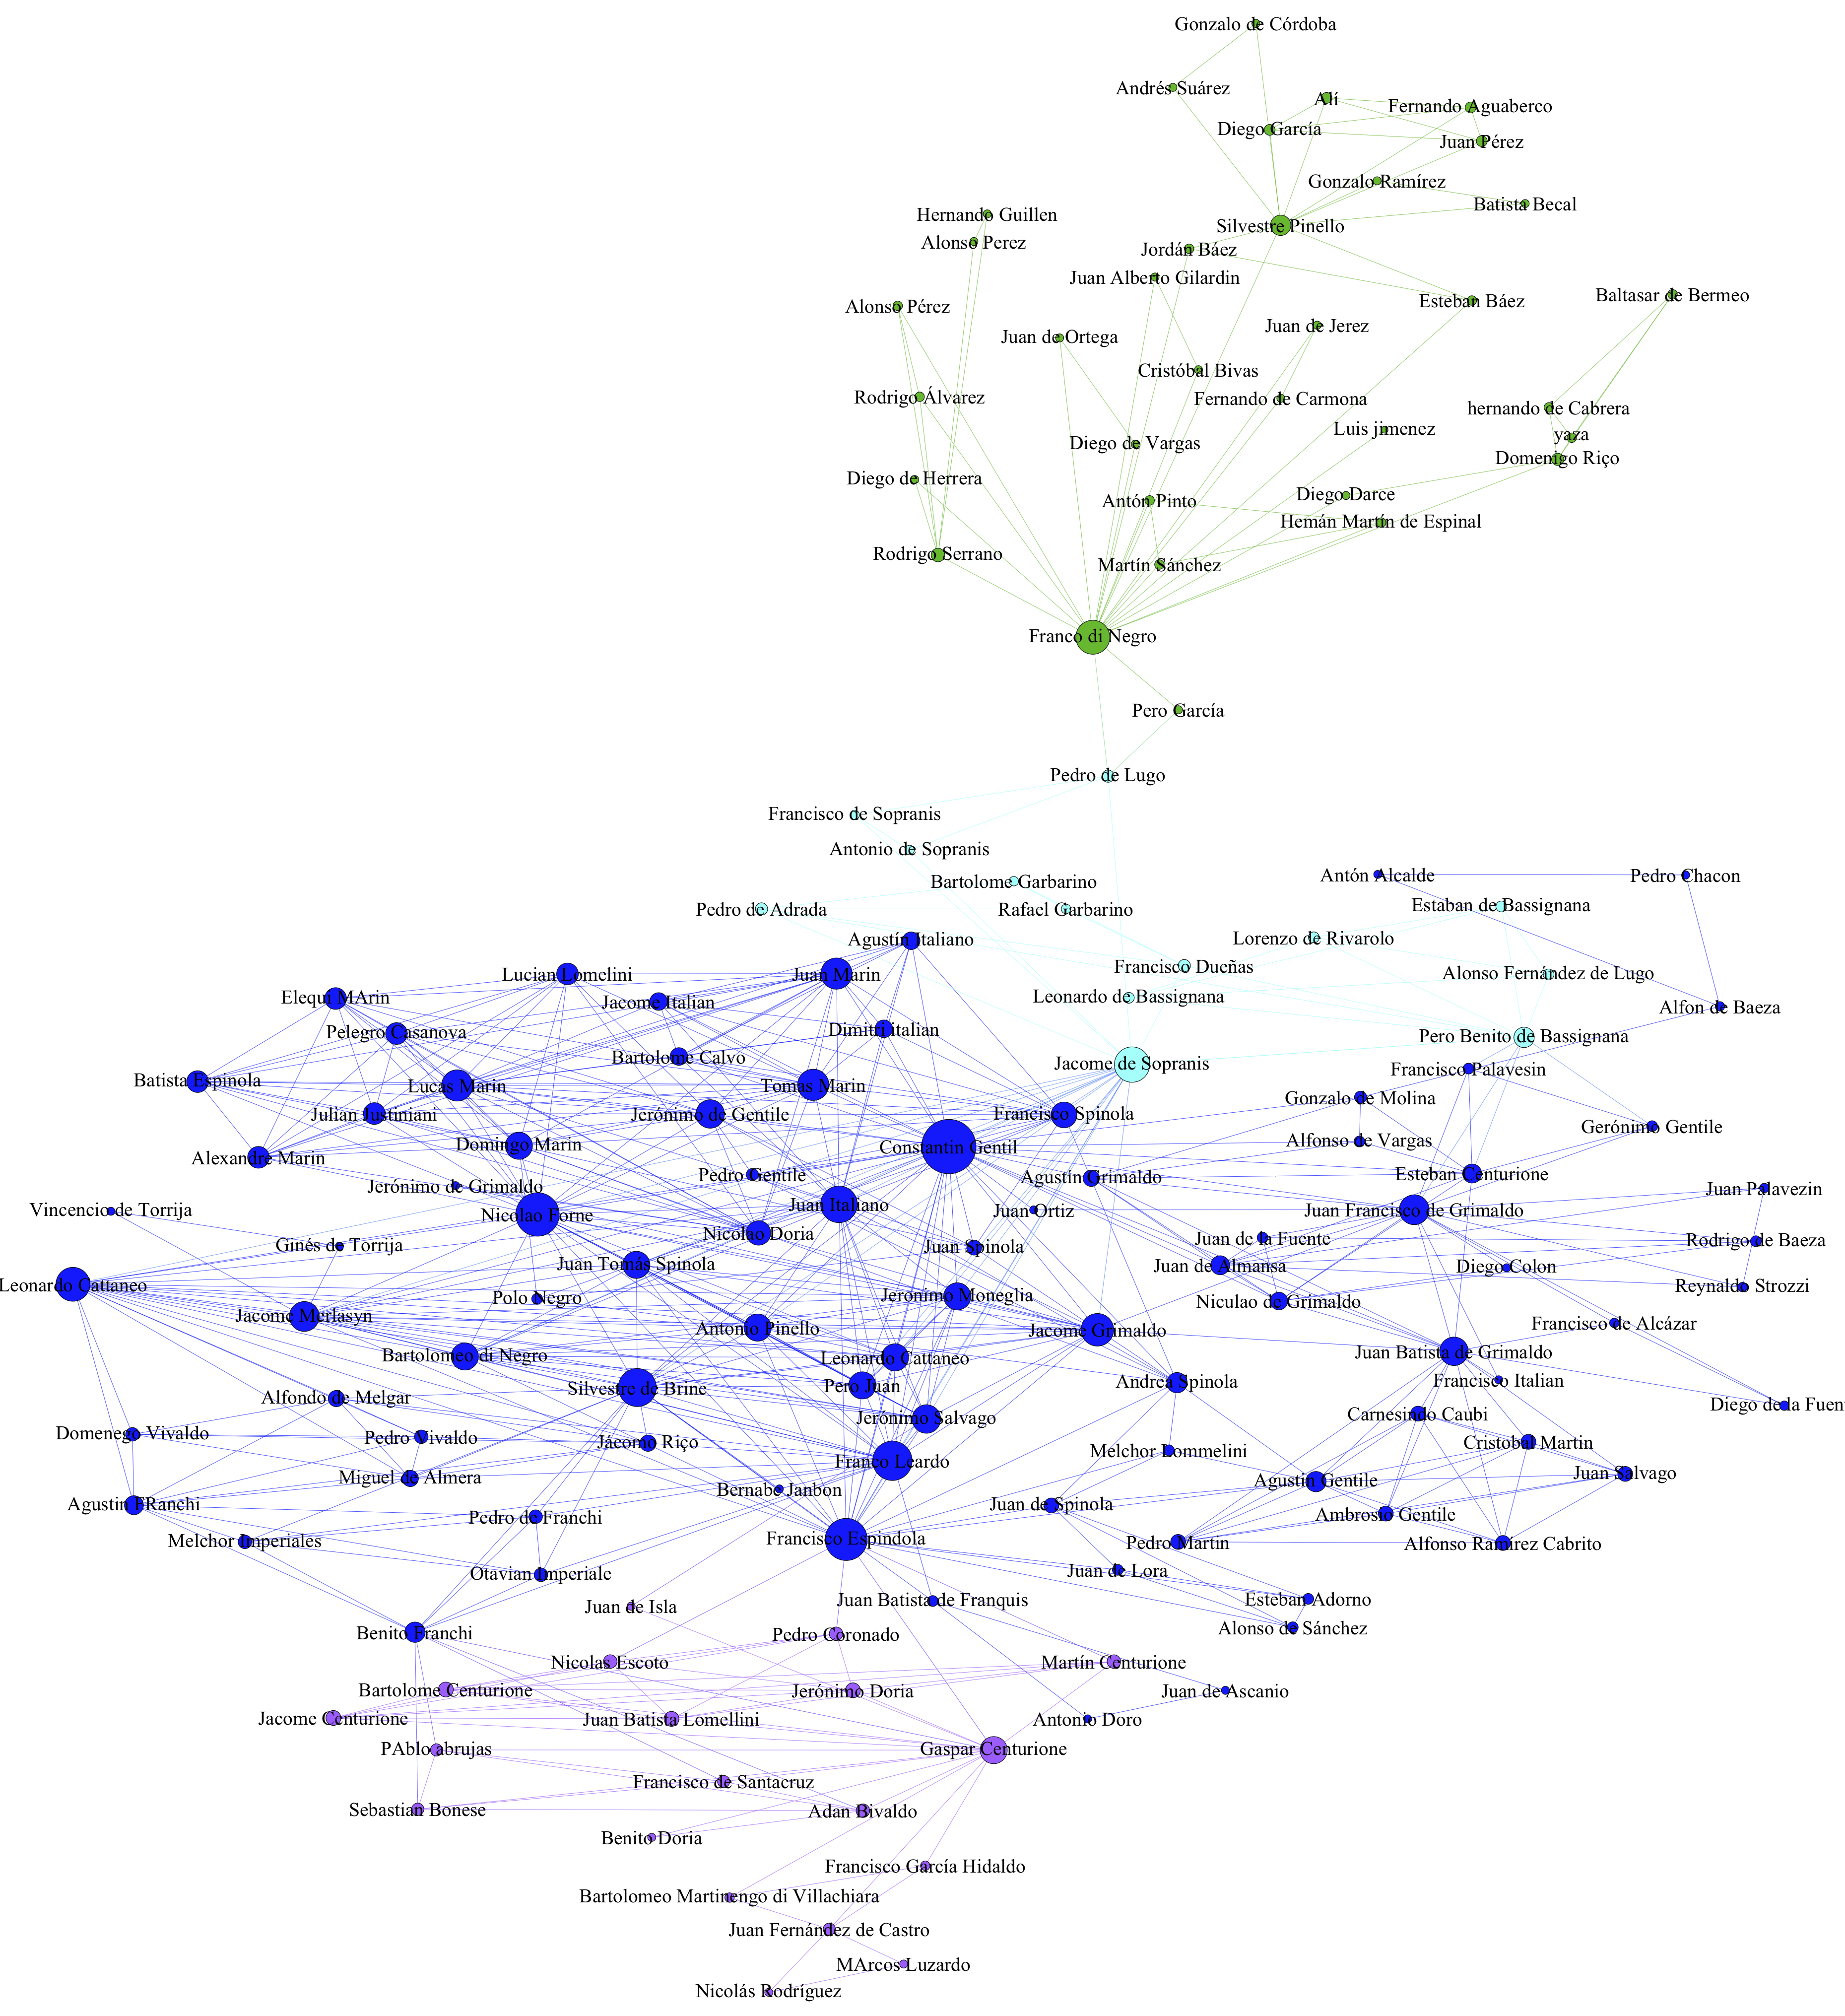 Gonzalo de Córdoba
Andrés Suárez
Alí
Fernando Aguaberco
Diego García
Juan Pérez
Gonzalo Ramírez
Batista Becal
Hernando Guillen
Silvestre Pinello
Alonso Perez
Jordán Báez
Juan Alberto Gilardin
Esteban Báez
Baltasar de Bermeo
Alonso Pérez
Juan de Ortega
Juan de Jerez
Cristóbal Bivas
Rodrigo Álvarez
Fernando de Carmona
hernando de Cabrera
Luis jimenez
yaza
Diego de Vargas
Domenigo Riço
Diego de Herrera
Diego Darce
Antón Pinto
Hemán Martín de Espinal
Rodrigo Serrano
Martín Sánchez
Franco di Negro
Pero García
Pedro de Lugo
Francisco de Sopranis
Antonio de Sopranis
Antón Alcalde
Pedro Chacon
Bartolome Garbarino
Estaban de Bassignana
Pedro de Adrada
Rafael Garbarino
Agustín Italiano
Lorenzo de Rivarolo
Francisco Dueñas
Lucian Lomelini
Juan Marin
Alonso Fernández de Lugo
Elequi MArin
Jacome Italian
Leonardo de Bassignana
Alfon de Baeza
Pelegro Casanova
Dimitri italian
Pero Benito de Bassignana
Bartolome Calvo
Jacome de Sopranis
Francisco Palavesin
Batista Espinola
Lucas Marin
Tomas Marin
Gonzalo de Molina
Julian Justiniani
Jerónimo de Gentile
Francisco Spinola
Gerónimo Gentile
Domingo Marin
Constantin Gentil
Alfonso de Vargas
Alexandre Marin
Pedro Gentile
Agustín Grimaldo
Esteban Centurione
Jerónimo de Grimaldo
Juan Palavezin
Vincencio de Torrija
Nicolao Forne
Juan Italiano
Juan Ortiz
Juan Francisco de Grimaldo
Ginés de Torrija
Nicolao Doria
Juan Spinola
Juan de la Fuente
Rodrigo de Baeza
Leonardo Cattaneo
Juan Tomás Spinola
Juan de Almansa
Diego Colon
Reynaldo Strozzi
Polo Negro
Jerónimo Moneglia
Niculao de Grimaldo
Jacome Merlasyn
Antonio Pinello
Jacome Grimaldo
Francisco de Alcázar
Bartolomeo di Negro
Leonardo Cattaneo
Juan Batista de Grimaldo
Silvestre de Brine
Pero Juan
Andrea Spinola
Francisco Italian
Alfondo de Melgar
Diego de la Fuen
Jerónimo Salvago
Carnesindo Caubi
Domenego Vivaldo
Pedro Vivaldo
Jácomo Riço
Cristobal Martin
Melchor Lommelini
Franco Leardo
Miguel de Almera
Agustín Gentile
Juan Salvago
Bernabe Janbon
Agustin FRanchi
Juan de Spinola
Pedro de Franchi
Ambrosio Gentile
Melchor Imperiales
Francisco Espindola
Pedro Martin
Alfonso Ramírez Cabrito
Otavian Imperiale
Juan de Lora
Juan de Isla
Juan Batista de Franquis
Esteban Adorno
Benito Franchi
Pedro Coronado
Alonso de Sánchez
Nicolas Escoto
Martín Centurione
Bartolome Centurione
Jerónimo Doria
Juan de Ascanio
Jacome Centurione
Juan Batista Lomellini
Antonio Doro
PAblo abrujas
Gaspar Centurione
Francisco de Santacruz
Sebastian Bonese
Adan Bivaldo
Benito Doria
Francisco García Hidaldo
Bartolomeo Martinengo di Villachiara
Juan Fernández de Castro
MArcos Luzardo
Nicolás Rodríguez